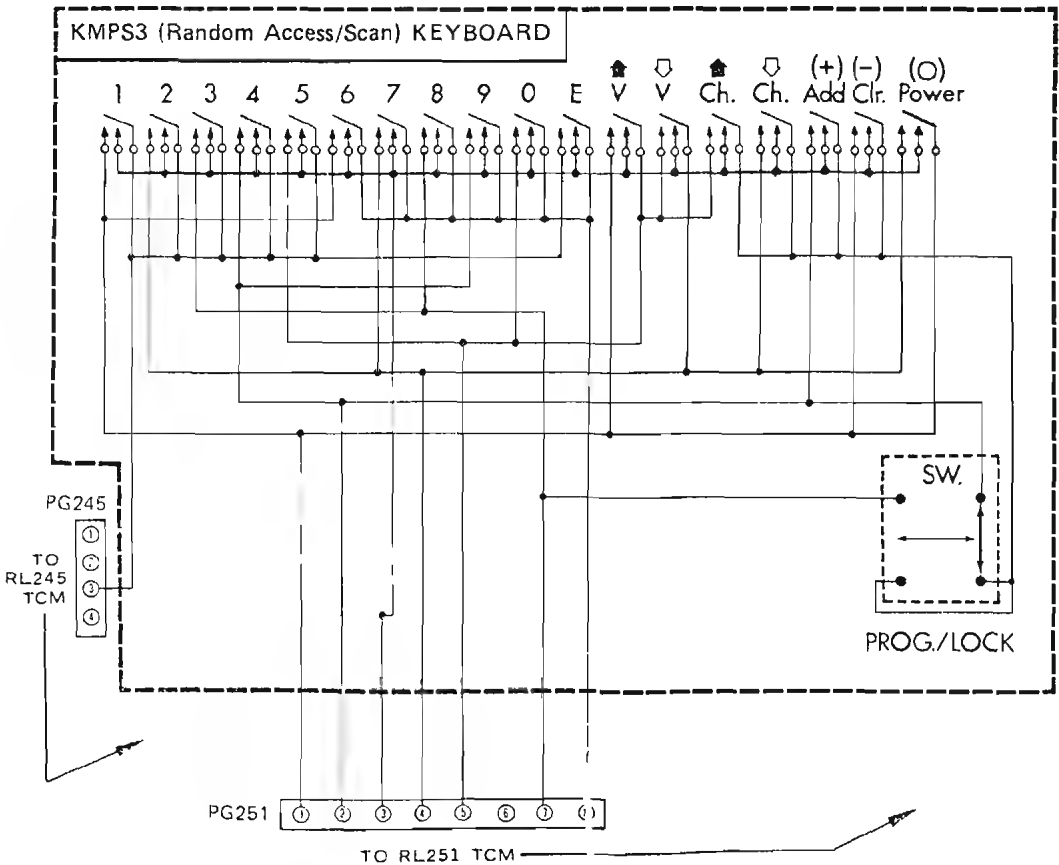 KMPS3 (Random Access/Scan) KEYBOARD
(+) (-) (O)
1 2 3 4 5 6 7 8 9 0 E V V Ch. Ch. Add Clr. Power
SW.
PROG./LOCK
PG245
1
2
3
4
TO
RL245
TCM
PG251 1 2 3 4 5 6 7
TO RL251 TCM